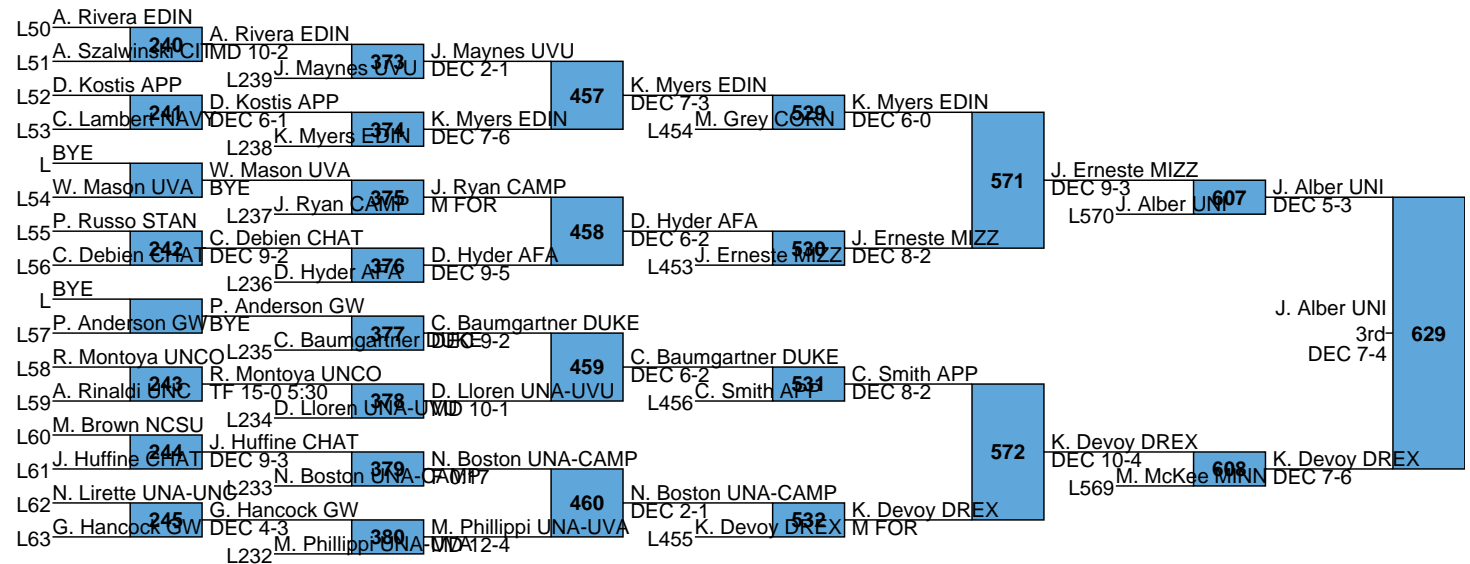 L50 A. Rivera EDIN
240
L51 A. Szalwinski CIT
A. Rivera EDIN
MD 10-2
373
L239 J. Maynes UVU
J. Maynes UVU
DEC 2-1
L52 D. Kostis APP
241
L53 C. Lambert NAVY
D. Kostis APP
DEC 6-1
374
L238 K. Myers EDIN
K. Myers EDIN
DEC 7-6
457
K. Myers EDIN
DEC 7-3
529
L454 M. Grey CORN
K. Myers EDIN
DEC 6-0
L BYE
L54 W. Mason UVA
W. Mason UVA
BYE
375
L237 J. Ryan CAMP
J. Ryan CAMP
M FOR
L55 P. Russo STAN
242
L56 C. Debien CHAT
C. Debien CHAT
DEC 9-2
376
L236 D. Hyder AFA
D. Hyder AFA
DEC 9-5
458
D. Hyder AFA
DEC 6-2
530
L453 J. Erneste MIZZ
J. Erneste MIZZ
DEC 8-2
571
J. Erneste MIZZ
DEC 9-3
607
L570 J. Alber UNI
J. Alber UNI
DEC 5-3
L BYE
L57 P. Anderson GW
P. Anderson GW
BYE
377
L235 C. Baumgartner DUKE
C. Baumgartner DUKE
DEC 9-2
L58 R. Montoya UNCO
243
L59 A. Rinaldi UNC
R. Montoya UNCO
TF 15-0 5:30
378
L234 D. Lloren UNA-UVU
D. Lloren UNA-UVU
MD 10-1
459
C. Baumgartner DUKE
DEC 6-2
531
L456 C. Smith APP
C. Smith APP
DEC 8-2
L60 M. Brown NCSU
244
L61 J. Huffine CHAT
J. Huffine CHAT
DEC 9-3
379
L233 N. Boston UNA-CAMP
N. Boston UNA-CAMP
F 0:17
L62 N. Lirette UNA-UNC
245
L63 G. Hancock GW
G. Hancock GW
DEC 4-3
380
L232 M. Phillippi UNA-UVA
M. Phillippi UNA-UVA
MD 12-4
460
N. Boston UNA-CAMP
DEC 2-1
532
L455 K. Devoy DREX
K. Devoy DREX
M FOR
572
K. Devoy DREX
DEC 10-4
608
L569 M. McKee MINN
K. Devoy DREX
DEC 7-6
629
J. Alber UNI
3rd
DEC 7-4